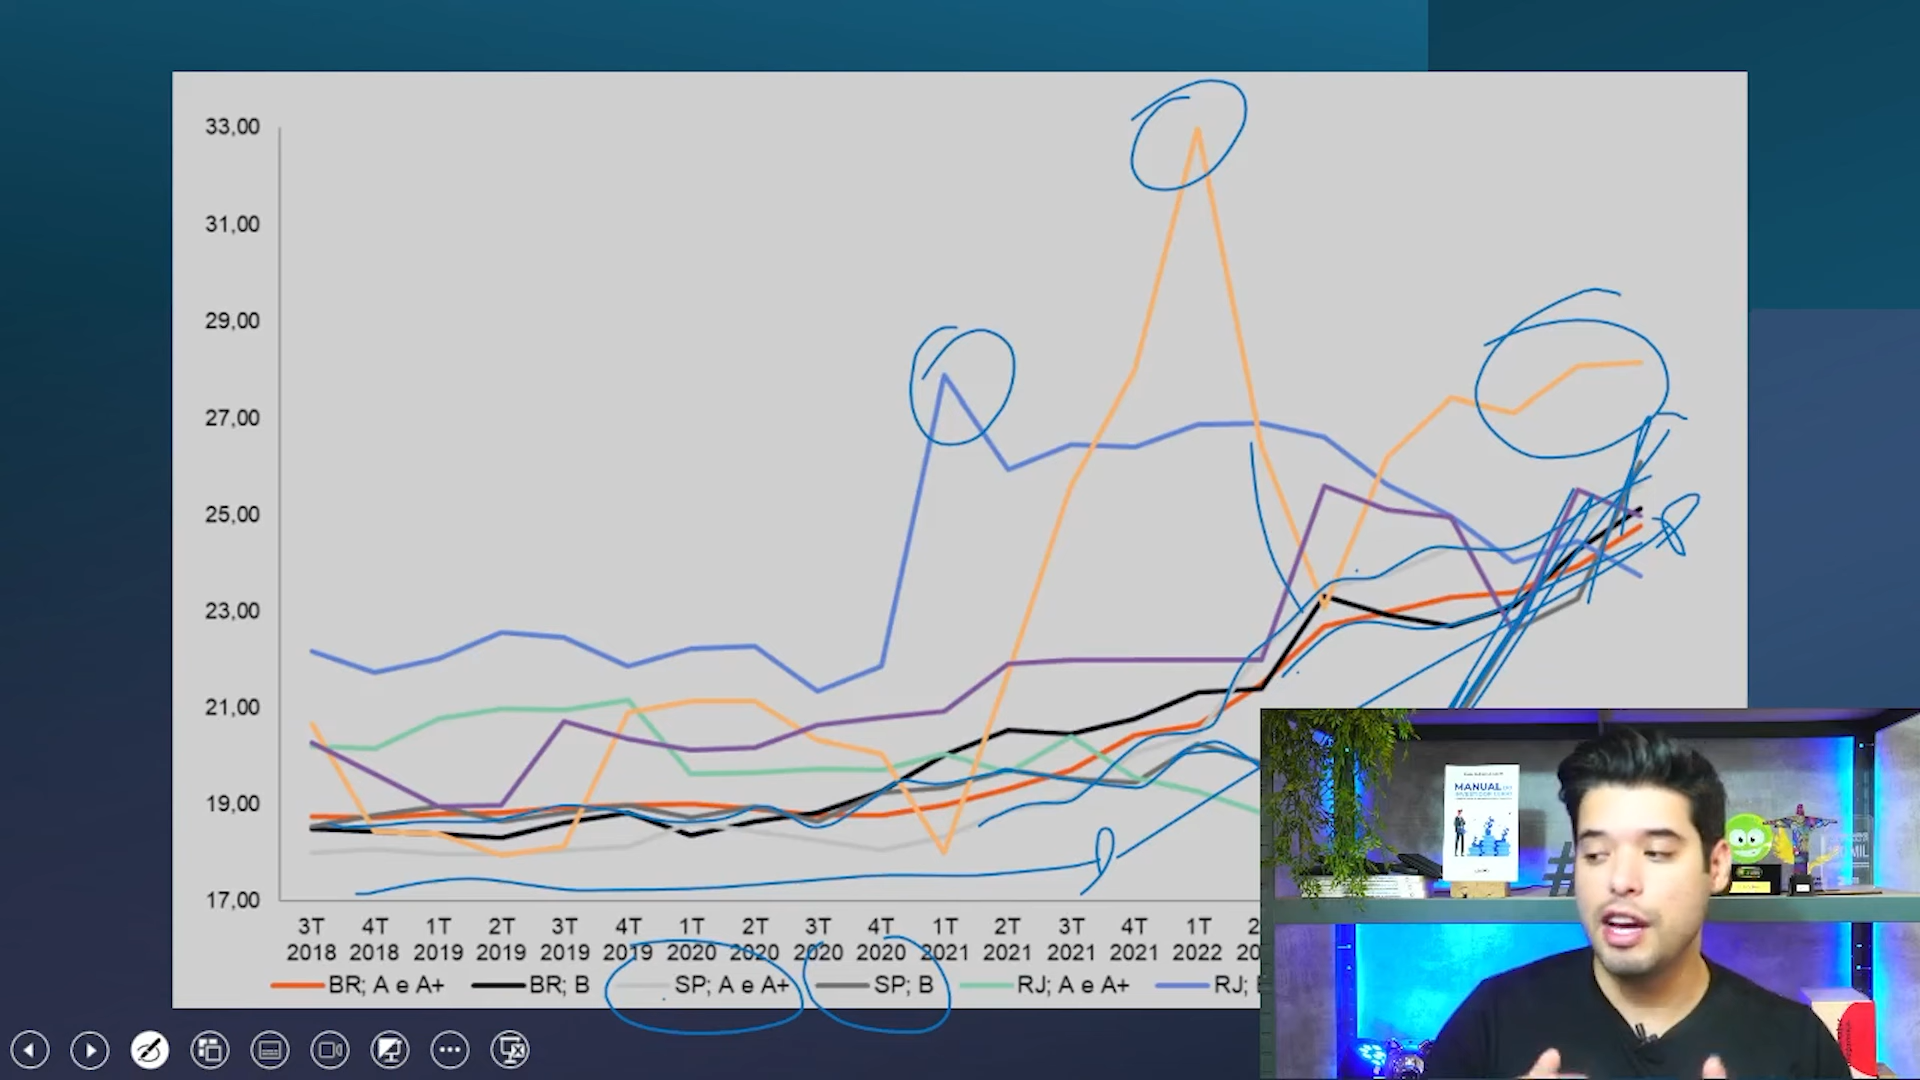 33,00
31,00
29,00
27,00
25,00
23,00
21,00
19,00
17,00
3T 4T 1T 2T 3T 4T 1T 2T 3T 4T 1T 2T 3T 4T 1T 2
2018 2018 2019 2019 2019 2019 2020 2020 2020 2020 2021 2021 2021 2021 2022 20
BR; A e A+ BR; B SP; A e A+ SP; B RJ; A e A+ RJ;
MANUAL
#